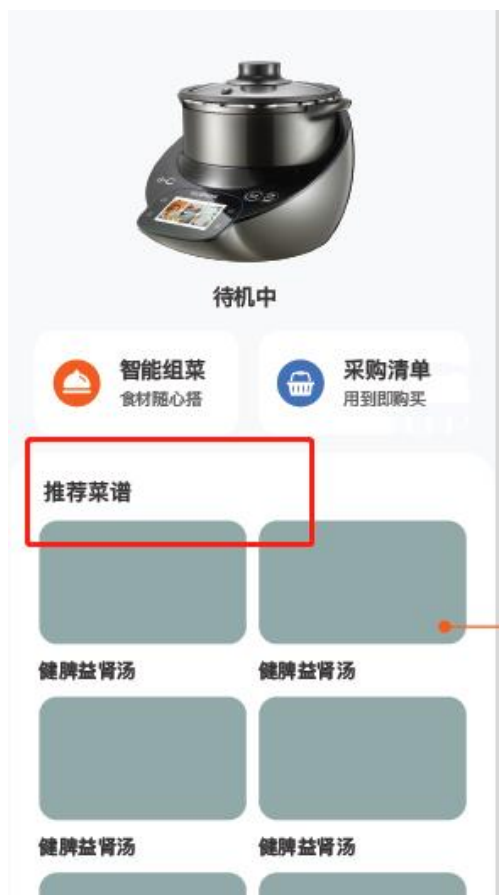 待机中
智能组菜
食材随心搭
采购清单
用到即购买
推荐菜谱
健脾益肾汤
健脾益肾汤
健脾益肾汤
健脾益肾汤